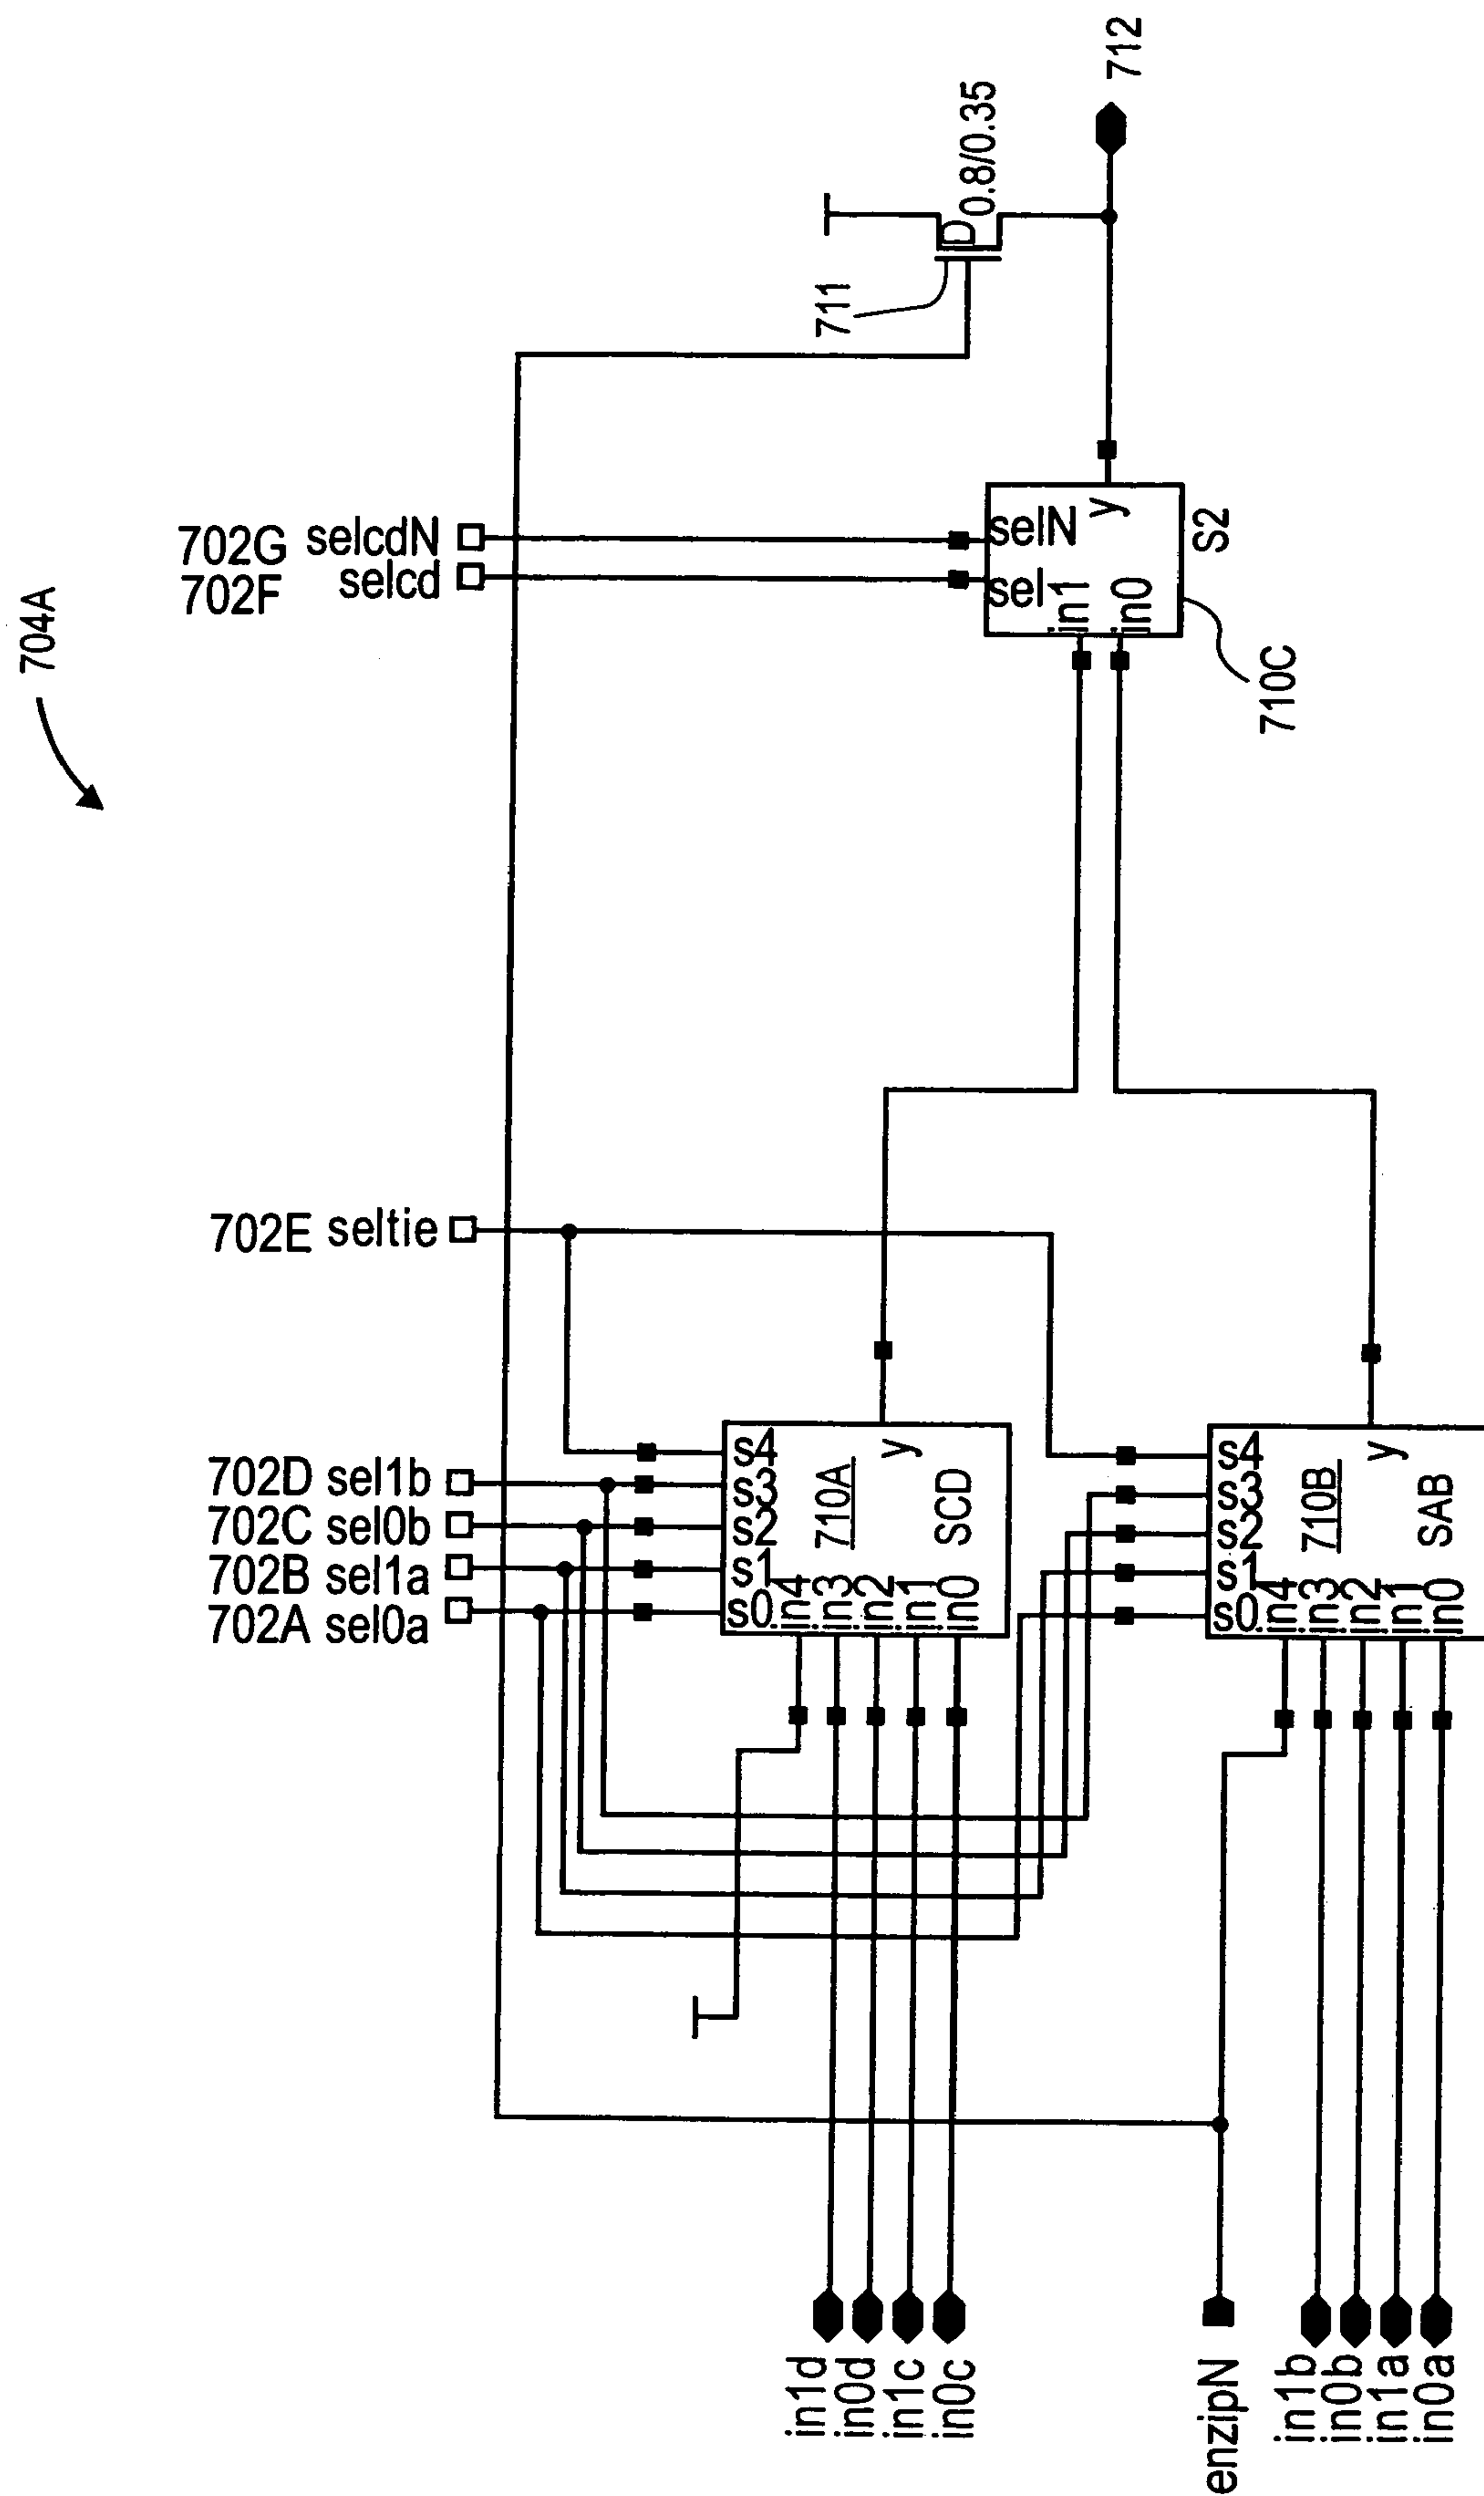 704A
702G selcdN
702F selcd
702E seltie
702D sel1b
702C sel0b
702B sel1a
702A sel0a
711
D
0.8/0.35
712
selN
sel
y
in1
in0
S2
710C
s4
s3
s2
s1
s0
y
710A
SCD
in4
in3
in2
in1
in0
s4
s3
s2
s1
s0
y
710B
SAB
in4
in3
in2
in1
in0
in1d
in0d
in1c
in0c
enzipN
in1b
in0b
in1a
in0a